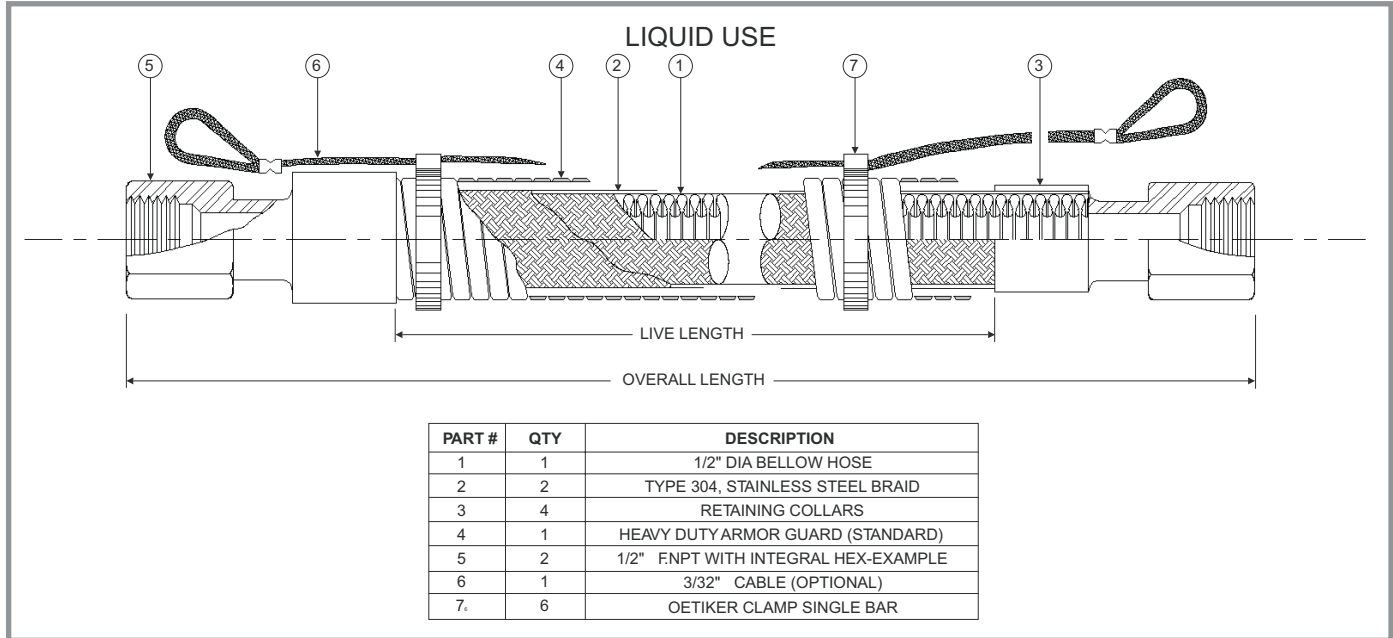 LIQUID USE
5 6 4 2 1 7 3
LIVE LENGTH
OVERALL LENGTH
PART # QTY DESCRIPTION
1 1 1/2" DIA BELLOW HOSE
2 2 TYPE 304, STAINLESS STEEL BRAID
3 4 RETAINING COLLARS
4 1 HEAVY DUTY ARMOR GUARD (STANDARD)
5 2 1/2" F.NPT WITH INTEGRAL HEX-EXAMPLE
6 1 3/32" CABLE (OPTIONAL)
7 6 OETIKER CLAMP SINGLE BAR